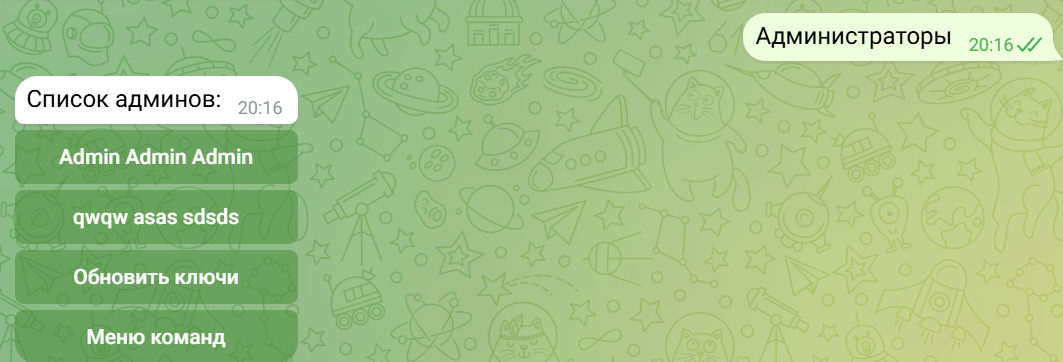 Администраторы 20:16
Список админов: 20:16
Admin Admin Admin
qwqw asas sdsds
Обновить ключи
Меню команд